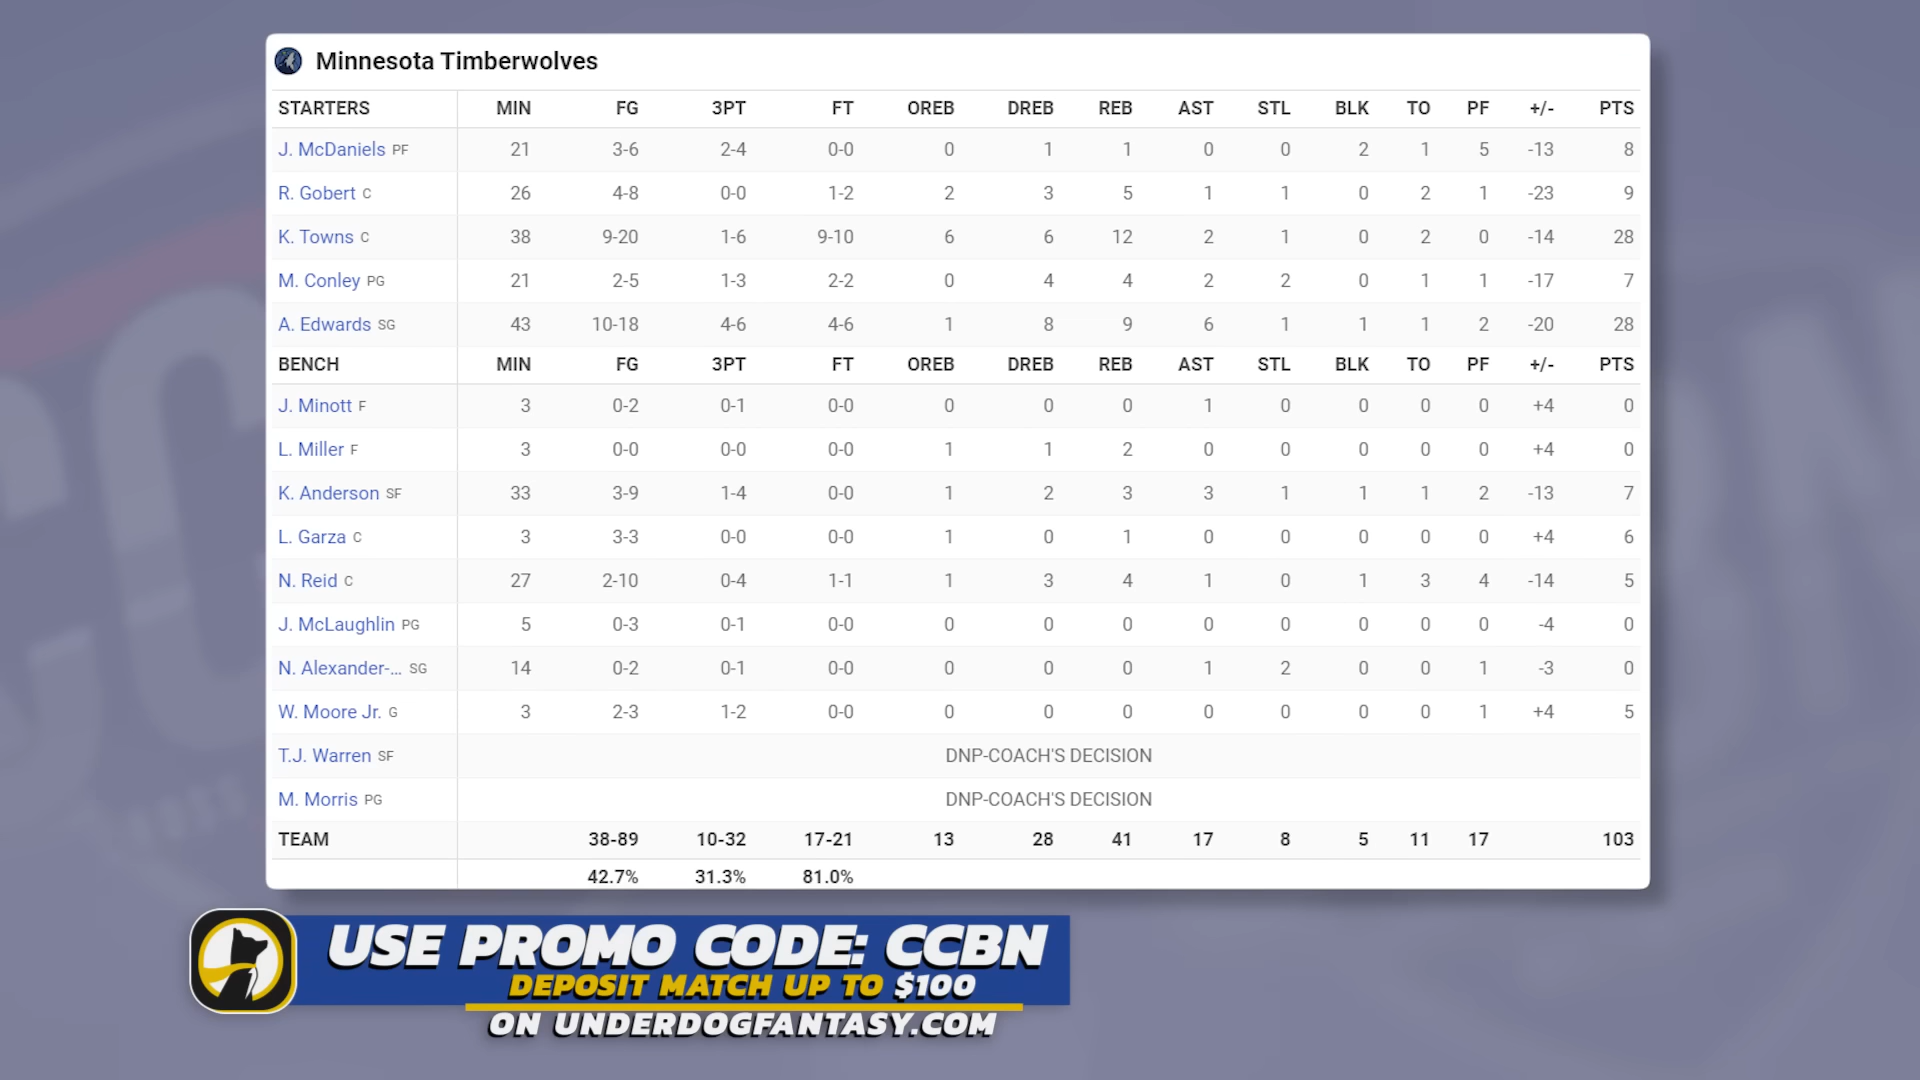 Minnesota Timberwolves
STARTERS MIN FG 3PT FT OREB DREB REB AST STL BLK TO PF +/- PTS
J. McDaniels PF 21 3-6 2-4 0-0 0 1 1 0 0 2 1 5 -13 8
R. Gobert C 26 4-8 0-0 1-2 2 3 5 1 1 0 2 1 -23 9
K. Towns C 38 9-20 1-6 9-10 6 6 12 2 1 0 2 0 -14 28
M. Conley PG 21 2-5 1-3 2-2 0 4 4 2 2 0 1 1 -17 7
A. Edwards SG 43 10-18 4-6 4-6 1 8 9 6 1 1 1 2 -20 28
BENCH MIN FG 3PT FT OREB DREB REB AST STL BLK TO PF +/- PTS
J. Minott F 3 0-2 0-1 0-0 0 0 0 1 0 0 0 0 +4 0
L. Miller F 3 0-0 0-0 0-0 1 1 2 0 0 0 0 0 +4 0
K. Anderson SF 33 3-9 1-4 0-0 1 2 3 3 1 1 1 2 -13 7
L. Garza C 3 3-3 0-0 0-0 1 0 1 0 0 0 0 0 +4 6
N. Reid C 27 2-10 0-4 1-1 1 3 4 1 0 1 3 4 -14 5
J. McLaughlin PG 5 0-3 0-1 0-0 0 0 0 0 0 0 0 0 -4 0
N. Alexander-... SG 14 0-2 0-1 0-0 0 0 0 1 2 0 0 1 -3 0
W. Moore Jr. G 3 2-3 1-2 0-0 0 0 0 0 0 0 0 1 +4 5
T.J. Warren SF DNP-COACH'S DECISION
M. Morris PG DNP-COACH'S DECISION
TEAM 38-89 10-32 17-21 13 28 41 17 8 5 11 17 103
42.7% 31.3% 81.0%
USE PROMO CODE: CCBN
DEPOSIT MATCH UP TO $100
ON UNDERDOGFANTASY.COM